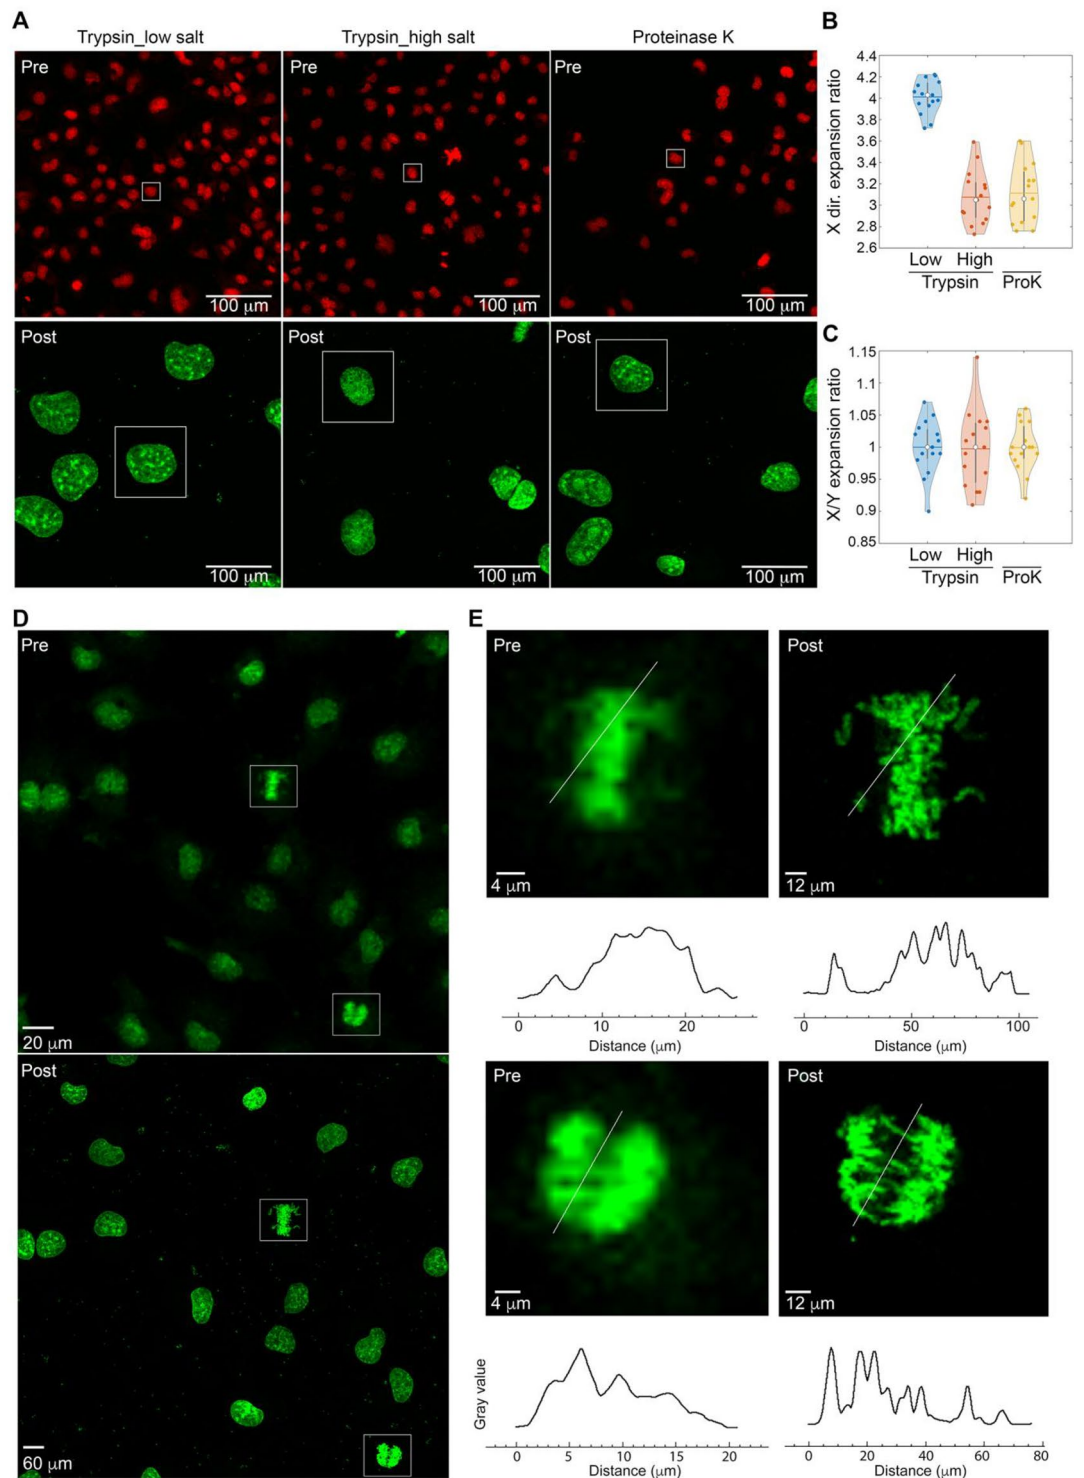 A
Trypsin_low salt
Trypsin_high salt
Proteinase K
Pre
Pre
Pre
100 μm
100 μm
100 μm
Post
Post
Post
100 μm
100 μm
100 μm
B
X dir. expansion ratio
4.4
4.2
4
3.8
3.6
3.4
3.2
3
2.8
2.6
Low High
Trypsin ProK
C
X/Y expansion ratio
1.15
1.1
1.05
1
0.95
0.9
0.85
Low High
Trypsin ProK
D
Pre
20 μm
Post
60 μm
E
Pre
4 μm
Post
12 μm
0 10 20
Distance (μm)
0 50 100
Distance (μm)
Pre
4 μm
Post
12 μm
Gray value
0 5 10 15 20
Distance (μm)
0 20 40 60 80
Distance (μm)